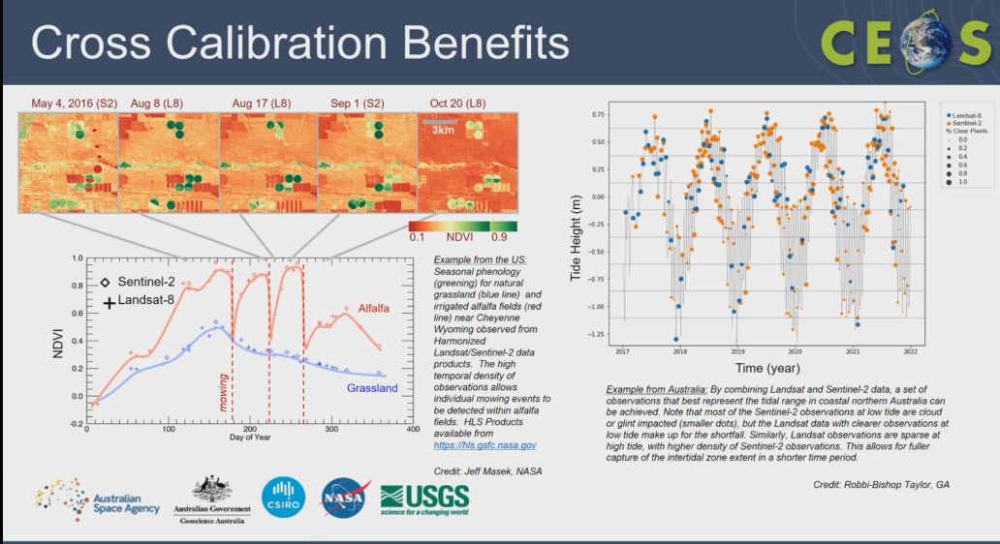 Cross Calibration Benefits
CE S
May 4, 2016 (S2)
Aug 8 (L8)
Aug 17 (L8)
Sep 1 (S2)
Oct 20 (L8)
3km
0.1 NDVI 0.9
1.0
0.8
0.6
0.4
0.2
0.0
-0.2
NDVI
Sentinel-2
Landsat-8
Alfalfa
Grassland
mowing
0
100
200
300
400
Day of Year
Example from the US:
Seasonal phenology
(greening) for natural
grassland (blue line) and
irrigated alfalfa fields (red
line) near Cheyenne
Wyoming observed from
Harmonized
Landsat/Sentinel-2 data
products. The high
temporal density of
observations allows
individual mowing events to
be detected within alfalfa
fields. HLS Products
available from
https://hls.gsfc.nasa.gov
Credit: Jeff Masek, NASA
0.75
0.50
0.25
0.00
−0.25
−0.50
−0.75
−1.00
−1.25
Tide Height (m)
2017
2018
2019
2020
2021
2022
Time (year)
Landsat-8
Sentinel-2
% Clear Pixels
0.0
0.2
0.4
0.6
0.8
1.0
Example from Australia: By combining Landsat and Sentinel-2 data, a set of
observations that best represent the tidal range in coastal northern Australia can
be achieved. Note that most of the Sentinel-2 observations at low tide are cloud
or glint impacted (smaller dots), but the Landsat data with clearer observations at
low tide make up for the shortfall. Similarly, Landsat observations are sparse at
high tide, with higher density of Sentinel-2 observations. This allows for fuller
capture of the intertidal zone extent in a shorter time period.
Credit: Robbi-Bishop Taylor, GA
Australian
Space Agency
Australian Government
Geoscience Australia
CSIRO
NASA
USGS
science for a changing world